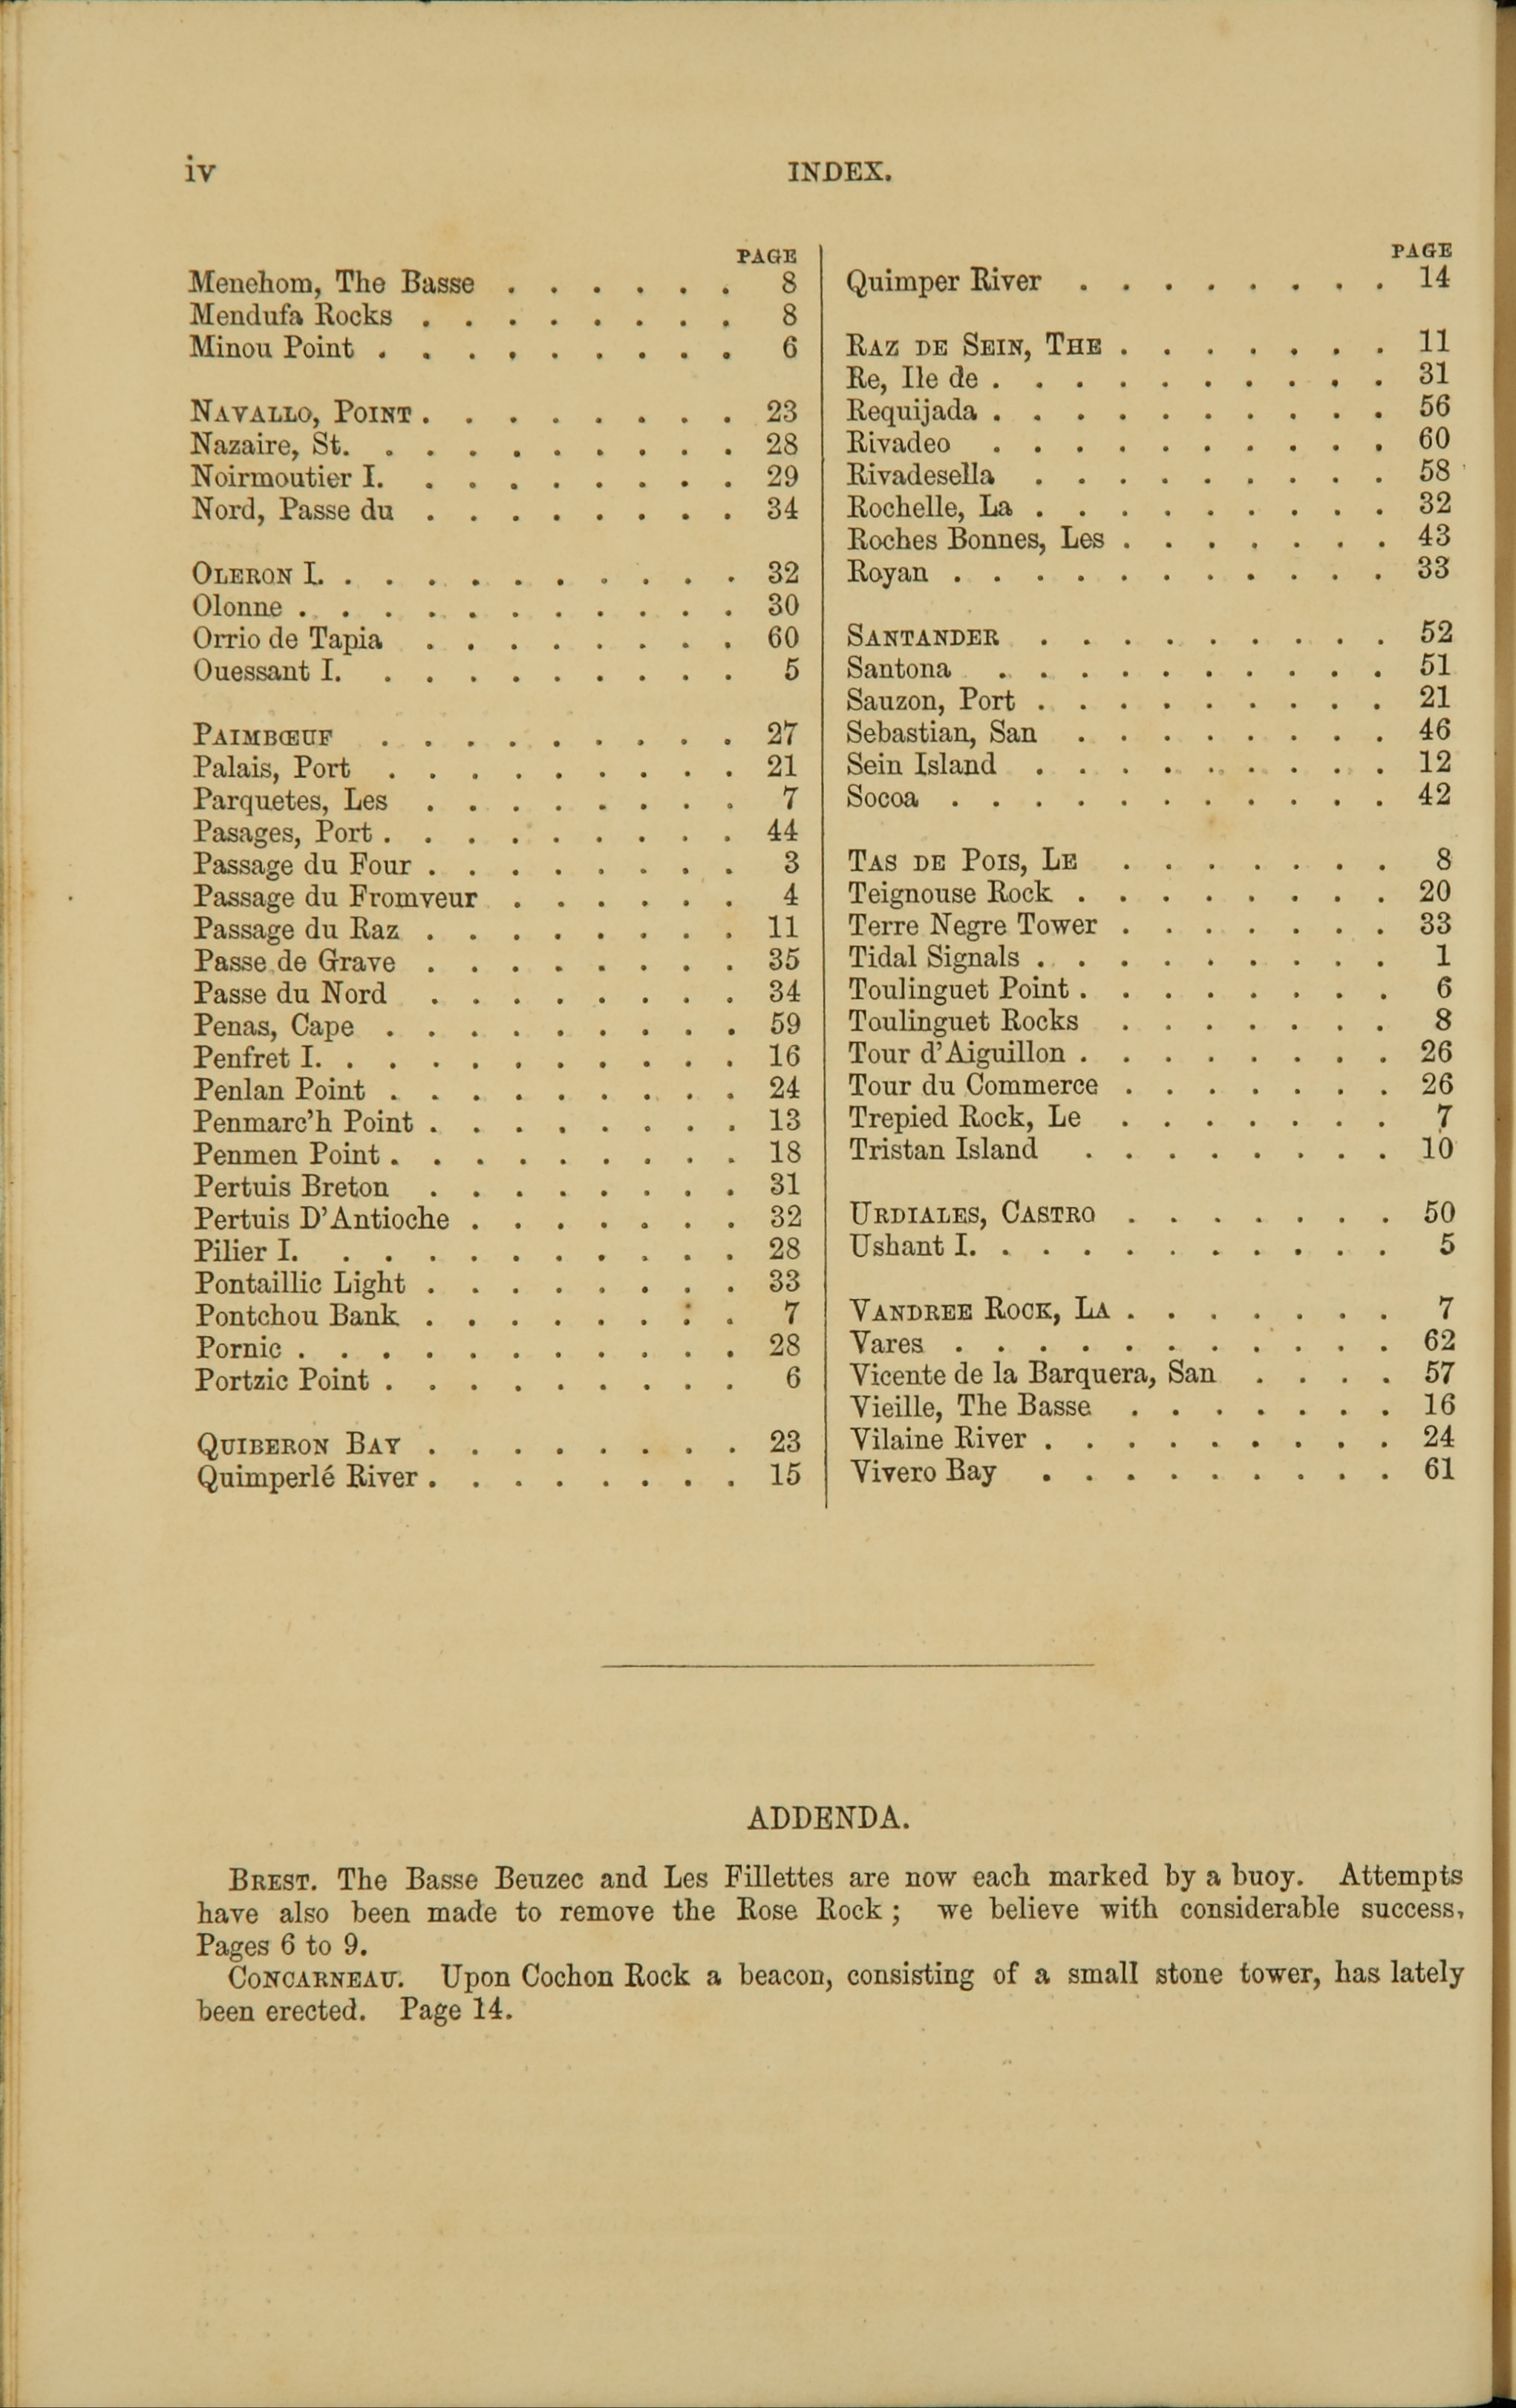 iv
INDEX.
PAGE
Menehom, The Basse . . . . . . 8
Mendufa Rocks . . . . . . . . 8
Minou Point . . . . . . . . . 6
NAVALLO, POINT . . . . . . . . 23
Nazaire, St. . . . . . . . . . 28
Noirmoutier I. . . . . . . . . 29
Nord, Passe du . . . . . . . . 34
OLERON I. . . . . . . . . . . 32
Olonne . . . . . . . . . . . 30
Orrio de Tapia . . . . . . . . 60
Ouessant I. . . . . . . . . . 5
PAIMBŒUF . . . . . . . . . 27
Palais, Port . . . . . . . . . 21
Parquetes, Les . . . . . . . . 7
Pasages, Port . . . . . . . . . 44
Passage du Four . . . . . . . . 3
Passage du Fromveur . . . . . . 4
Passage du Raz . . . . . . . . 11
Passe de Grave . . . . . . . . 35
Passe du Nord . . . . . . . . 34
Penas, Cape . . . . . . . . . 59
Penfret I. . . . . . . . . . . 16
Penlan Point . . . . . . . . . 24
Penmarc'h Point . . . . . . . . 13
Penmen Point . . . . . . . . . 18
Pertuis Breton . . . . . . . . 31
Pertuis D'Antioche . . . . . . . 32
Pilier I. . . . . . . . . . . 28
Pontaillic Light . . . . . . . . 33
Pontchou Bank . . . . . . . . 7
Pornic . . . . . . . . . . . 28
Portzic Point . . . . . . . . . 6
QUIBERON BAY . . . . . . . . 23
Quimperlé River . . . . . . . . 15
PAGE
Quimper River . . . . . . . . 14
RAZ DE SEIN, THE . . . . . . . 11
Re, Ile de . . . . . . . . . . 31
Requijada . . . . . . . . . . 56
Rivadeo . . . . . . . . . . 60
Rivadesella . . . . . . . . . 58
Rochelle, La . . . . . . . . . 32
Roches Bonnes, Les . . . . . . . 43
Royan . . . . . . . . . . . 33
SANTANDER . . . . . . . . . 52
Santona . . . . . . . . . . 51
Sauzon, Port . . . . . . . . . 21
Sebastian, San . . . . . . . . 46
Sein Island . . . . . . . . . 12
Socoa . . . . . . . . . . . 42
TAS DE POIS, LE . . . . . . . 8
Teignouse Rock . . . . . . . . 20
Terre Negre Tower . . . . . . . 33
Tidal Signals . . . . . . . . . 1
Toulinguet Point . . . . . . . . 6
Toulinguet Rocks . . . . . . . 8
Tour d'Aiguillon . . . . . . . . 26
Tour du Commerce . . . . . . . 26
Trepied Rock, Le . . . . . . . 7
Tristan Island . . . . . . . . 10
URDIALES, CASTRO . . . . . . . 50
Ushant I. . . . . . . . . . . 5
VANDREE ROCK, LA . . . . . . . 7
Vares . . . . . . . . . . . 62
Vicente de la Barquera, San . . . . 57
Vieille, The Basse . . . . . . . 16
Vilaine River . . . . . . . . . 24
Vivero Bay . . . . . . . . . 61
ADDENDA.
BREST. The Basse Beuzec and Les Fillettes are now each marked by a buoy. Attempts
have also been made to remove the Rose Rock; we believe with considerable success,
Pages 6 to 9.
CONCARNEAU. Upon Cochon Rock a beacon, consisting of a small stone tower, has lately
been erected. Page 14.